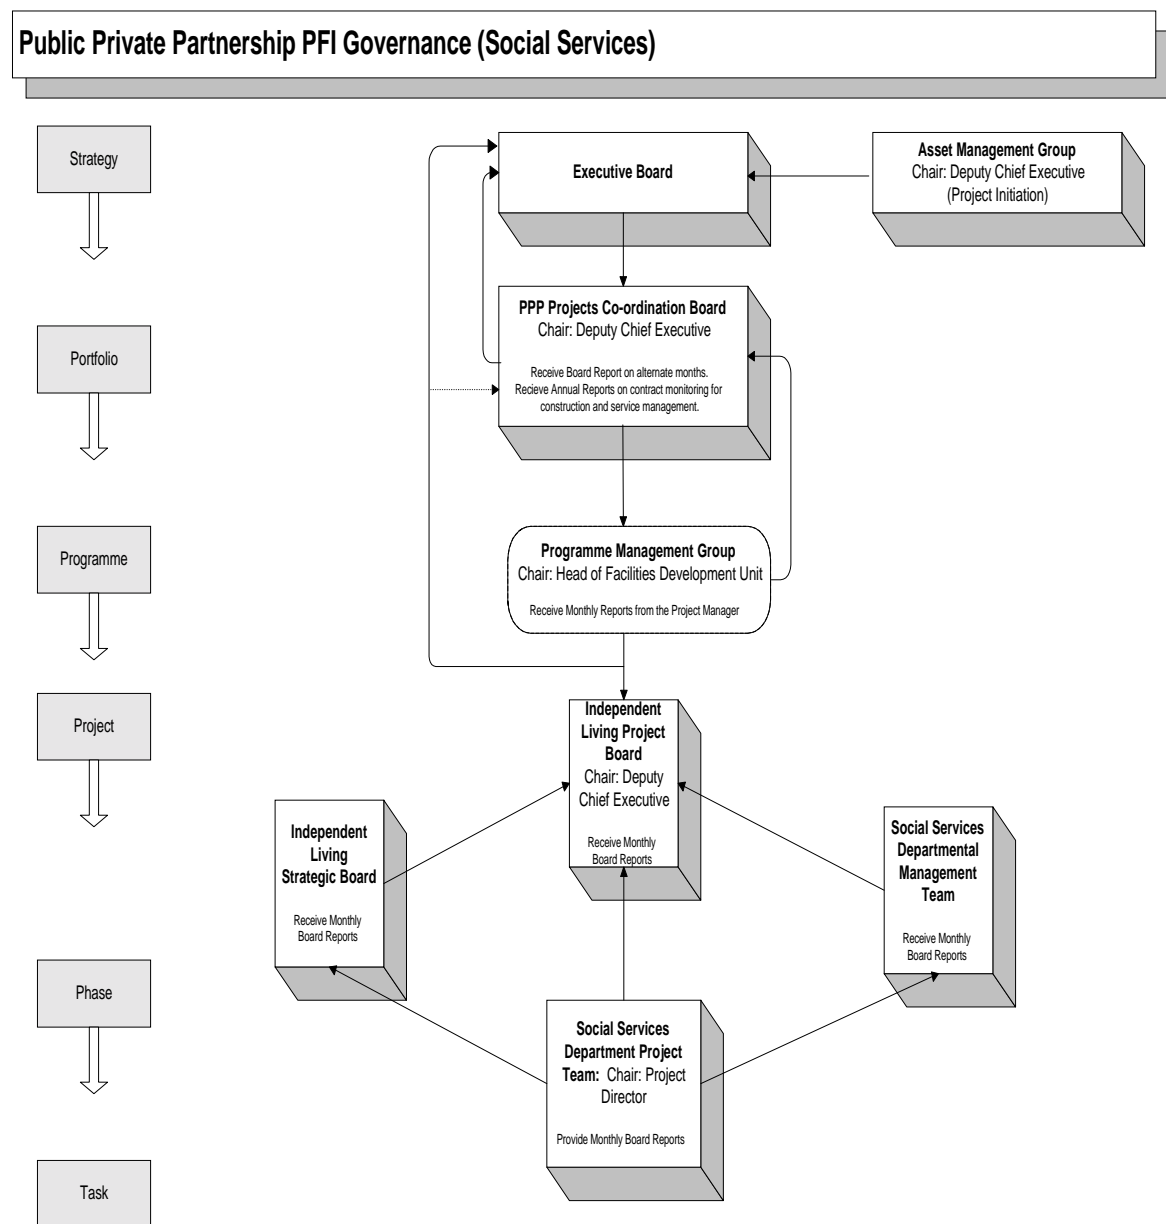 Public Private Partnership PFI Governance (Social Services)
Strategy
Executive Board
Asset Management Group
Chair: Deputy Chief Executive
(Project Initiation)
PPP Projects Co-ordination Board
Chair: Deputy Chief Executive
Receive Board Report on alternate months.
Recieve Annual Reports on contract monitoring for
construction and service management.
Portfolio
Programme
Programme Management Group
Chair: Head of Facilities Development Unit
Receive Monthly Reports from the Project Manager
Project
Independent
Living Project
Board
Chair: Deputy
Chief Executive
Receive Monthly
Board Reports
Independent
Living
Strategic Board
Receive Monthly
Board Reports
Social Services
Departmental
Management
Team
Receive Monthly
Board Reports
Phase
Social Services
Department Project
Team: Chair: Project
Director
Provide Monthly Board Reports
Task